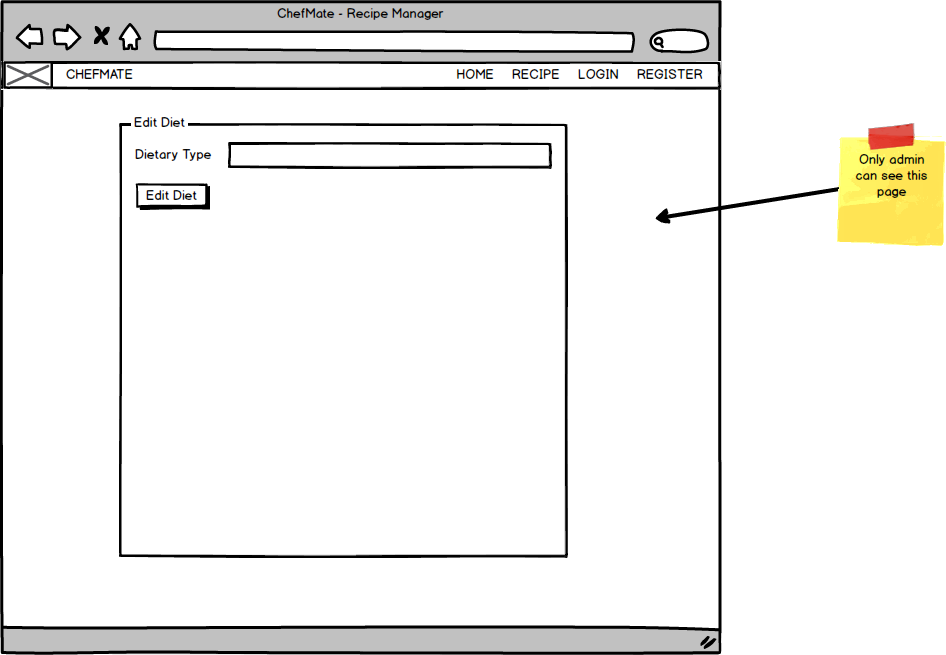 ChefMate - Recipe Manager
CHEFMATE HOME RECIPE LOGIN REGISTER
Edit Diet
Dietary Type
Edit Diet
Only admin
can see this
page